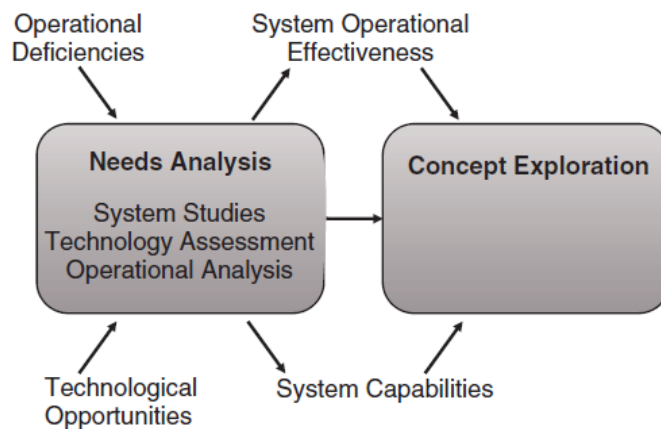 Operational
Deficiencies
System Operational
Effectiveness
Needs Analysis
System Studies
Technology Assessment
Operational Analysis
Concept Exploration
Technological
Opportunities
System Capabilities